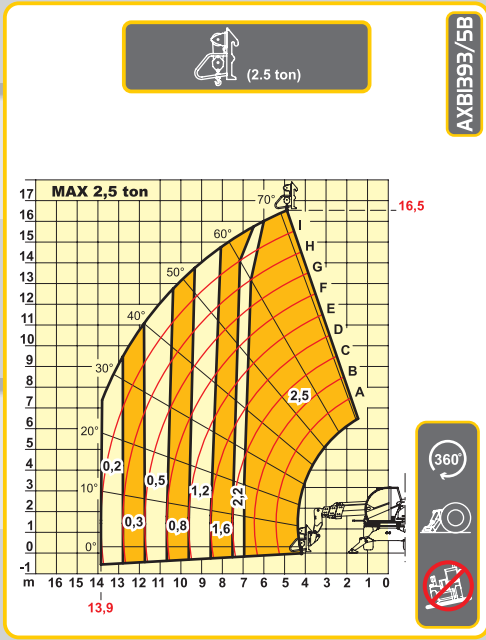 (2.5 ton)
AXB1393/5B
MAX 2,5 ton
17
16
15
14
13
12
11
10
9
8
7
6
5
4
3
2
1
0
-1
70°
60°
50°
40°
30°
20°
10°
0°
16,5
I
H
G
F
E
D
C
B
A
2,5
0,2
0,5
1,2
2,2
0,3
0,8
1,6
m 16 15 14 13 12 11 10 9 8 7 6 5 4 3 2 1 0
13,9
360°